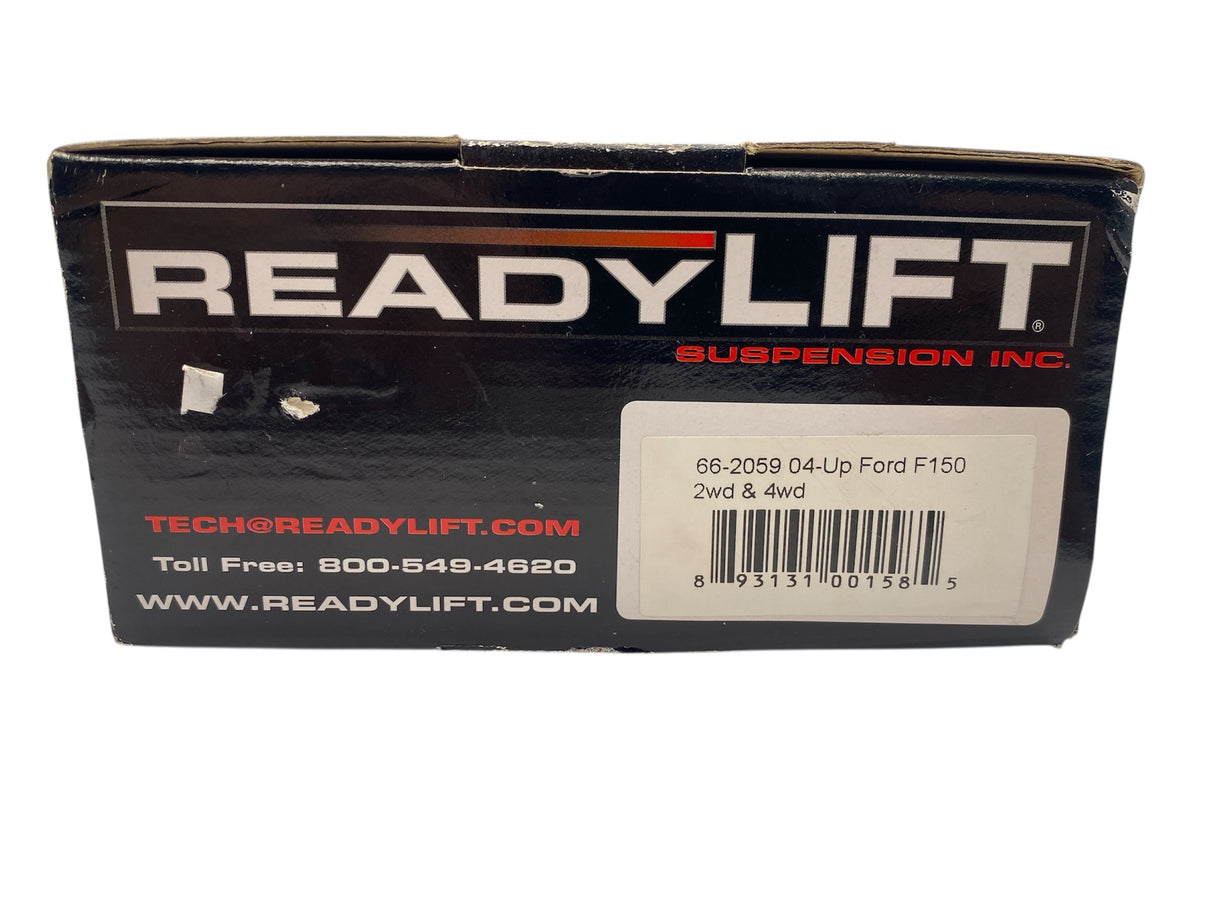 READYLIFT®
SUSPENSION INC.
66-2059 04-Up Ford F150
2wd & 4wd
8 93131 00158 5
TECH@READYLIFT.COM
Toll Free: 800-549-4620
WWW.READYLIFT.COM